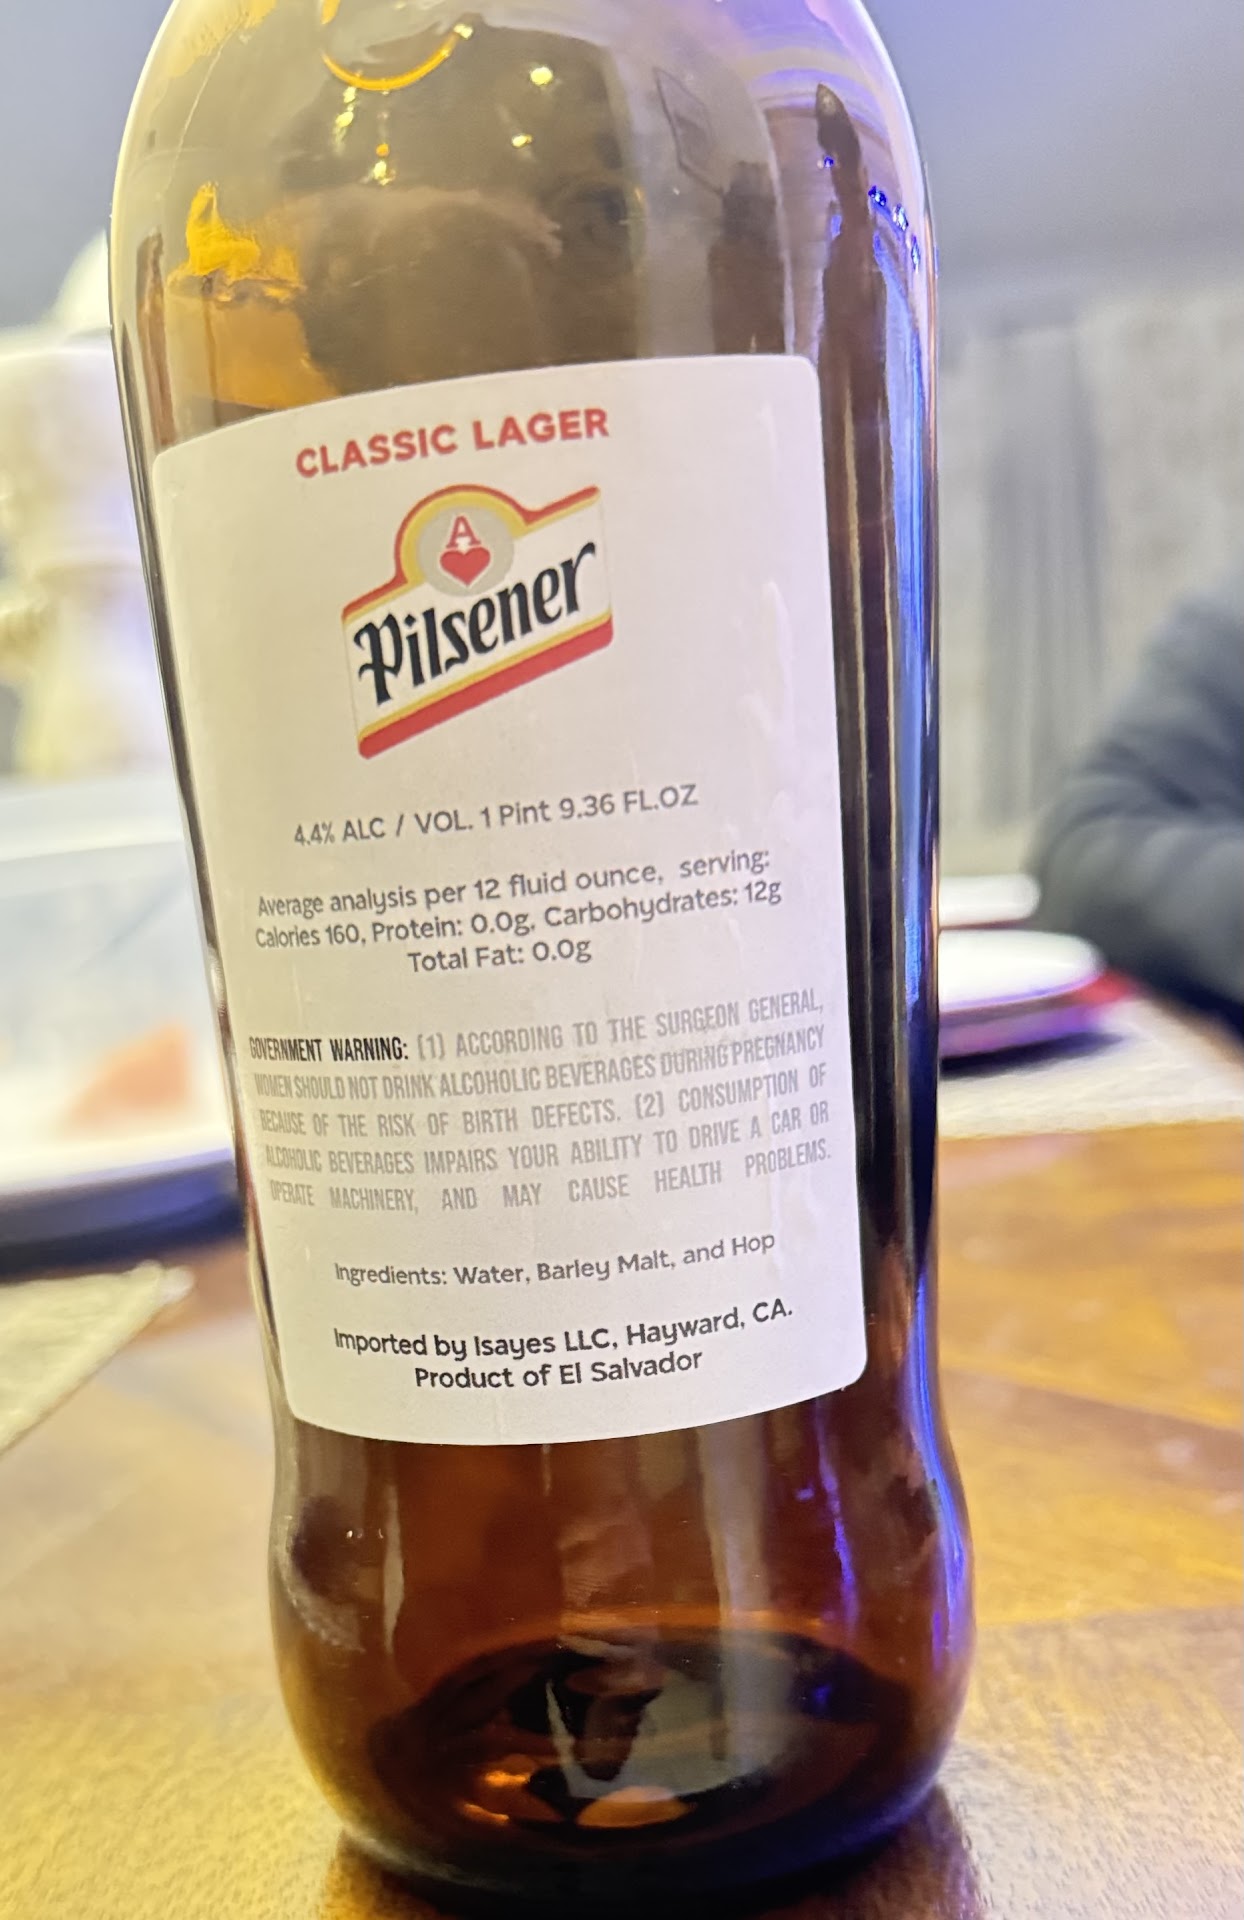 CLASSIC LAGER
A
Pilsener
4.4% ALC / VOL. 1 Pint 9.36 FL.OZ
Average analysis per 12 fluid ounce, serving:
Calories 160, Protein: 0.0g, Carbohydrates: 12g
Total Fat: 0.0g
GOVERNMENT WARNING: (1) ACCORDING TO THE SURGEON GENERAL,
WOMEN SHOULD NOT DRINK ALCOHOLIC BEVERAGES DURING PREGNANCY
BECAUSE OF THE RISK OF BIRTH DEFECTS. (2) CONSUMPTION OF
ALCOHOLIC BEVERAGES IMPAIRS YOUR ABILITY TO DRIVE A CAR OR
OPERATE MACHINERY, AND MAY CAUSE HEALTH PROBLEMS.
Ingredients: Water, Barley Malt, and Hop
Imported by Isayes LLC, Hayward, CA.
Product of El Salvador